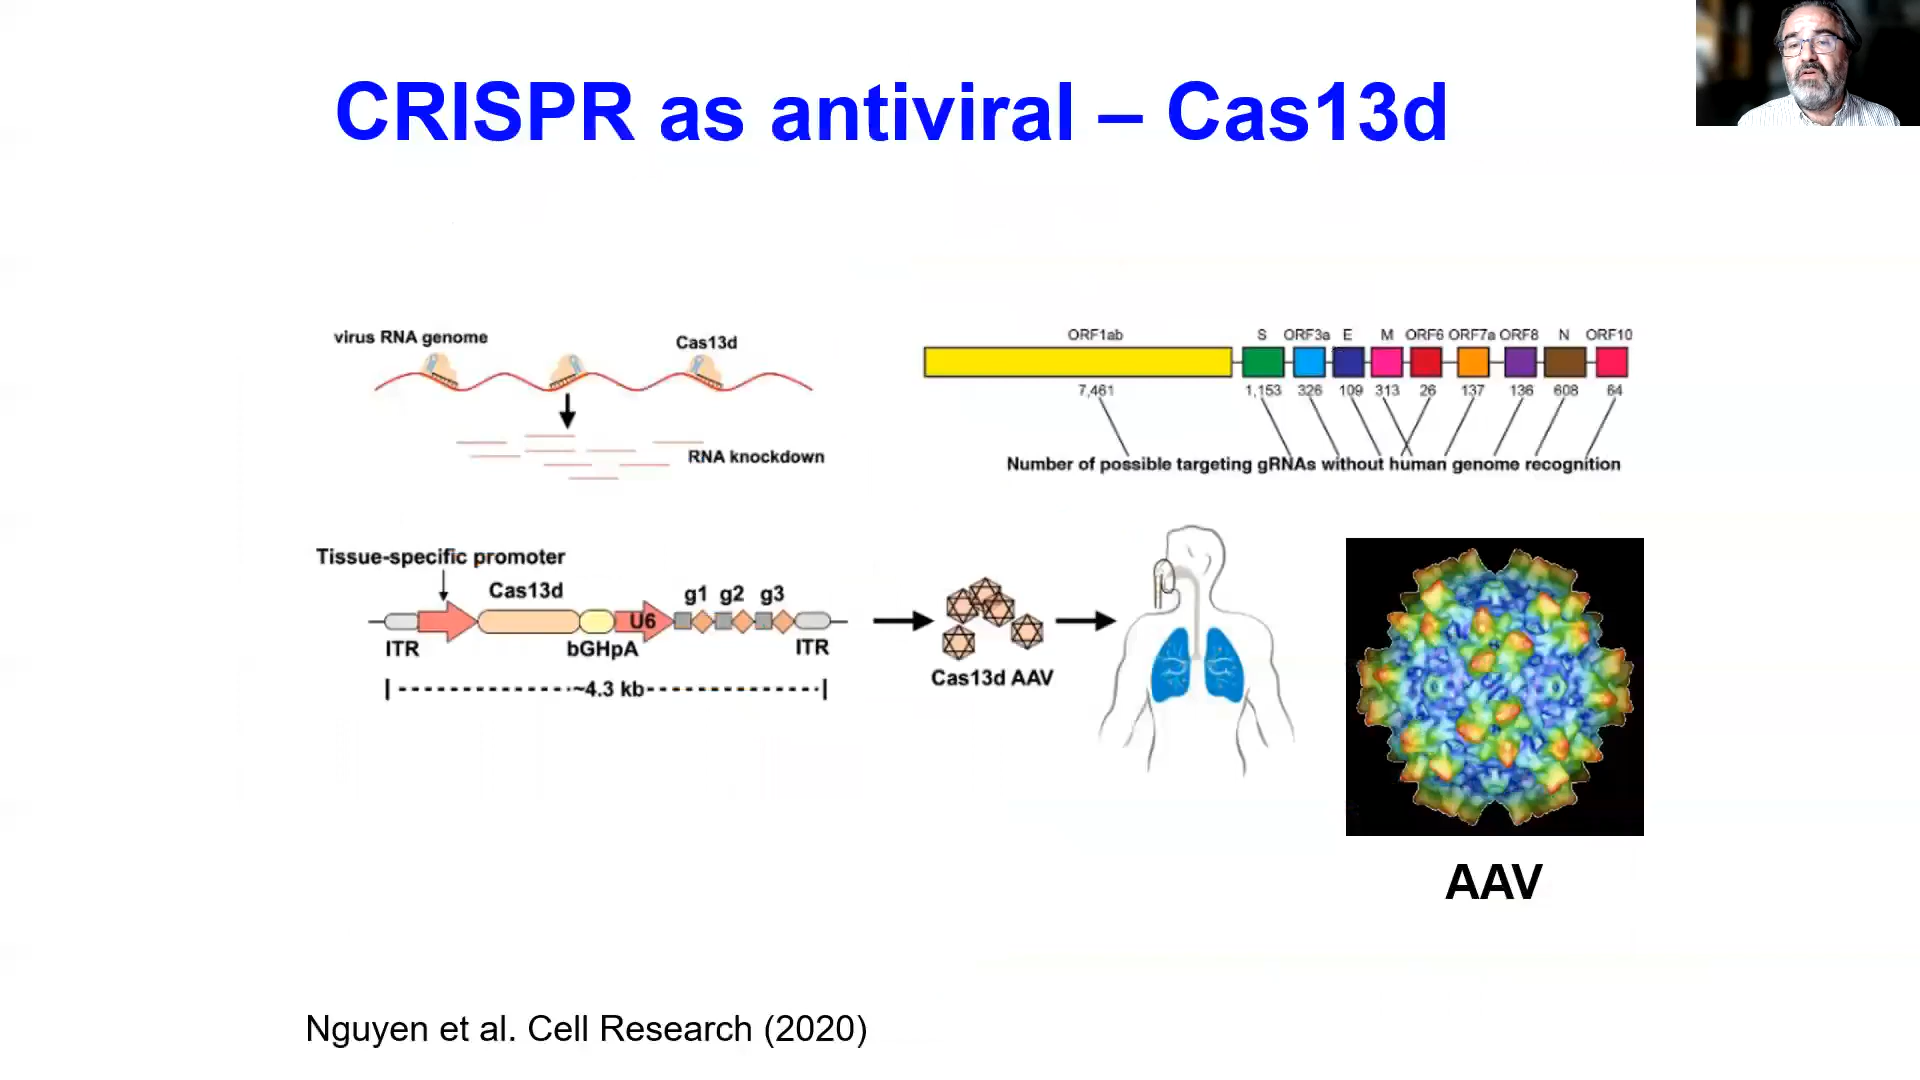 CRISPR as antiviral – Cas13d
virus RNA genome
Cas13d
RNA knockdown
ORF1ab S ORF3a E M ORF6 ORF7a ORF8 N ORF10
7,461 1,153 326 109 313 26 137 136 608 64
Number of possible targeting gRNAs without human genome recognition
Tissue-specific promoter
Cas13d g1 g2 g3
U6
ITR bGHpA ITR
~4.3 kb
Cas13d AAV
AAV
Nguyen et al. Cell Research (2020)